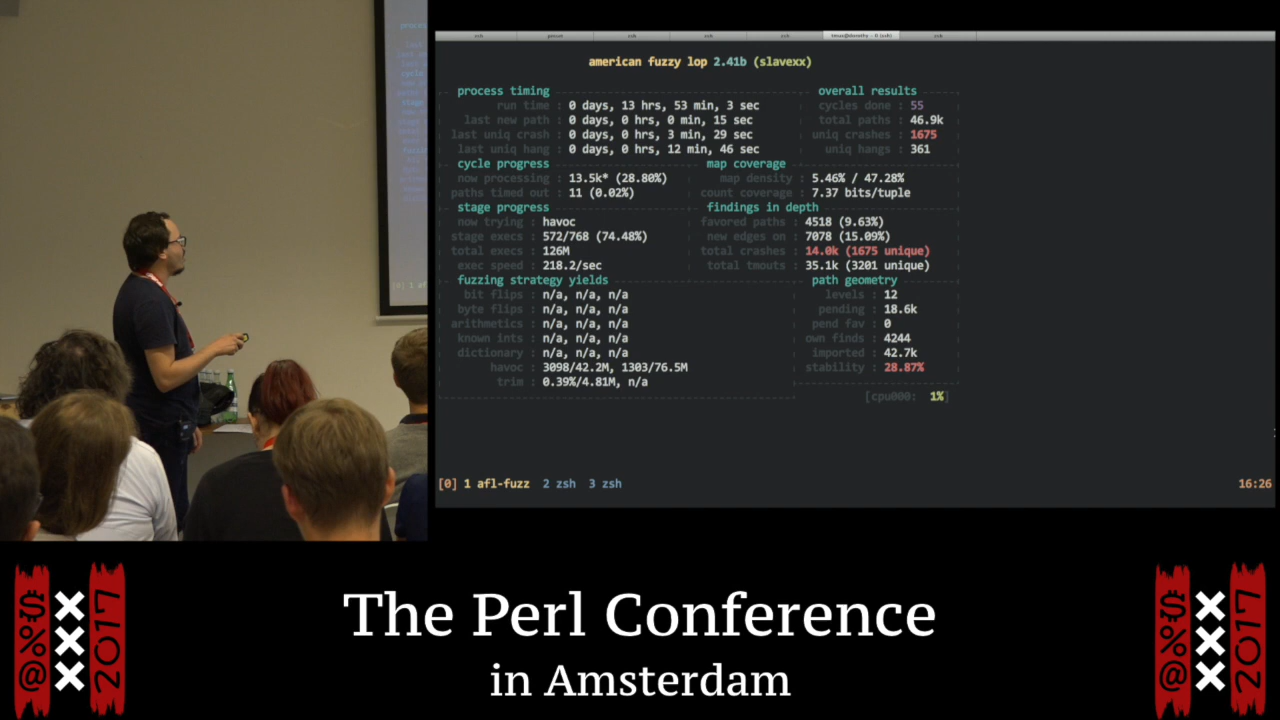 american fuzzy lop 2.41b (slavexx)
process timing overall results
run time : 0 days, 13 hrs, 53 min, 3 sec cycles done : 55
last new path : 0 days, 0 hrs, 0 min, 15 sec total paths : 46.9k
last uniq crash : 0 days, 0 hrs, 3 min, 29 sec uniq crashes : 1675
last uniq hang : 0 days, 0 hrs, 12 min, 46 sec uniq hangs : 361
cycle progress map coverage
now processing : 13.5k* (28.80%) map density : 5.46% / 47.28%
paths timed out : 11 (0.02%) count coverage : 7.37 bits/tuple
stage progress findings in depth
now trying : havoc favored paths : 4518 (9.63%)
stage execs : 572/768 (74.48%) new edges on : 7078 (15.09%)
total execs : 126M total crashes : 14.0k (1675 unique)
exec speed : 218.2/sec total tmouts : 35.1k (3201 unique)
fuzzing strategy yields path geometry
bit flips : n/a, n/a, n/a levels : 12
byte flips : n/a, n/a, n/a pending : 18.6k
arithmetics : n/a, n/a, n/a pend fav : 0
known ints : n/a, n/a, n/a own finds : 4244
dictionary : n/a, n/a, n/a imported : 42.7k
havoc : 3098/42.2M, 1303/76.5M stability : 28.87%
trim : 0.39%/4.81M, n/a
[cpu000: 1%]
[0] 1 afl-fuzz 2 zsh 3 zsh 16:26
The Perl Conference
in Amsterdam
@%$ XXX 2017
@%$ XXX 2017